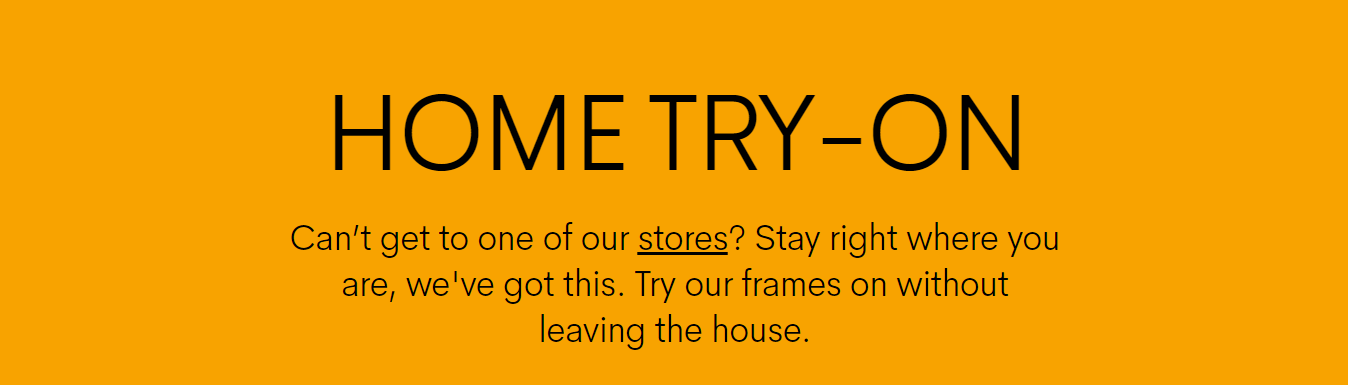 HOME TRY–ON
Can’t get to one of our stores? Stay right where you
are, we've got this. Try our frames on without
leaving the house.